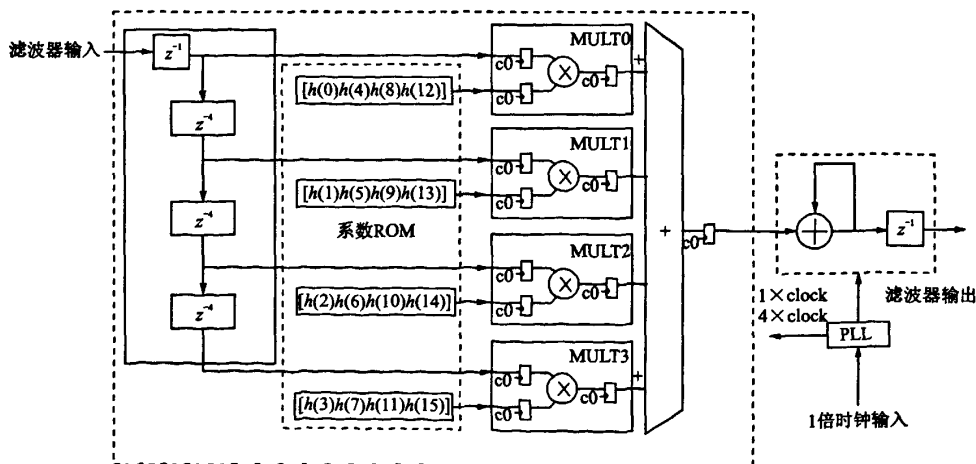 滤波器输入
z⁻¹
z⁻⁴
z⁻⁴
z⁻⁴
[h(0)h(4)h(8)h(12)]
[h(1)h(5)h(9)h(13)]
系数ROM
[h(2)h(6)h(10)h(14)]
[h(3)h(7)h(11)h(15)]
MULT0
c0
c0
×
c0
MULT1
c0
c0
×
c0
MULT2
c0
c0
×
c0
MULT3
c0
c0
×
c0
+
+
+
c0
+
z⁻¹
滤波器输出
1×clock
4×clock
PLL
1倍时钟输入